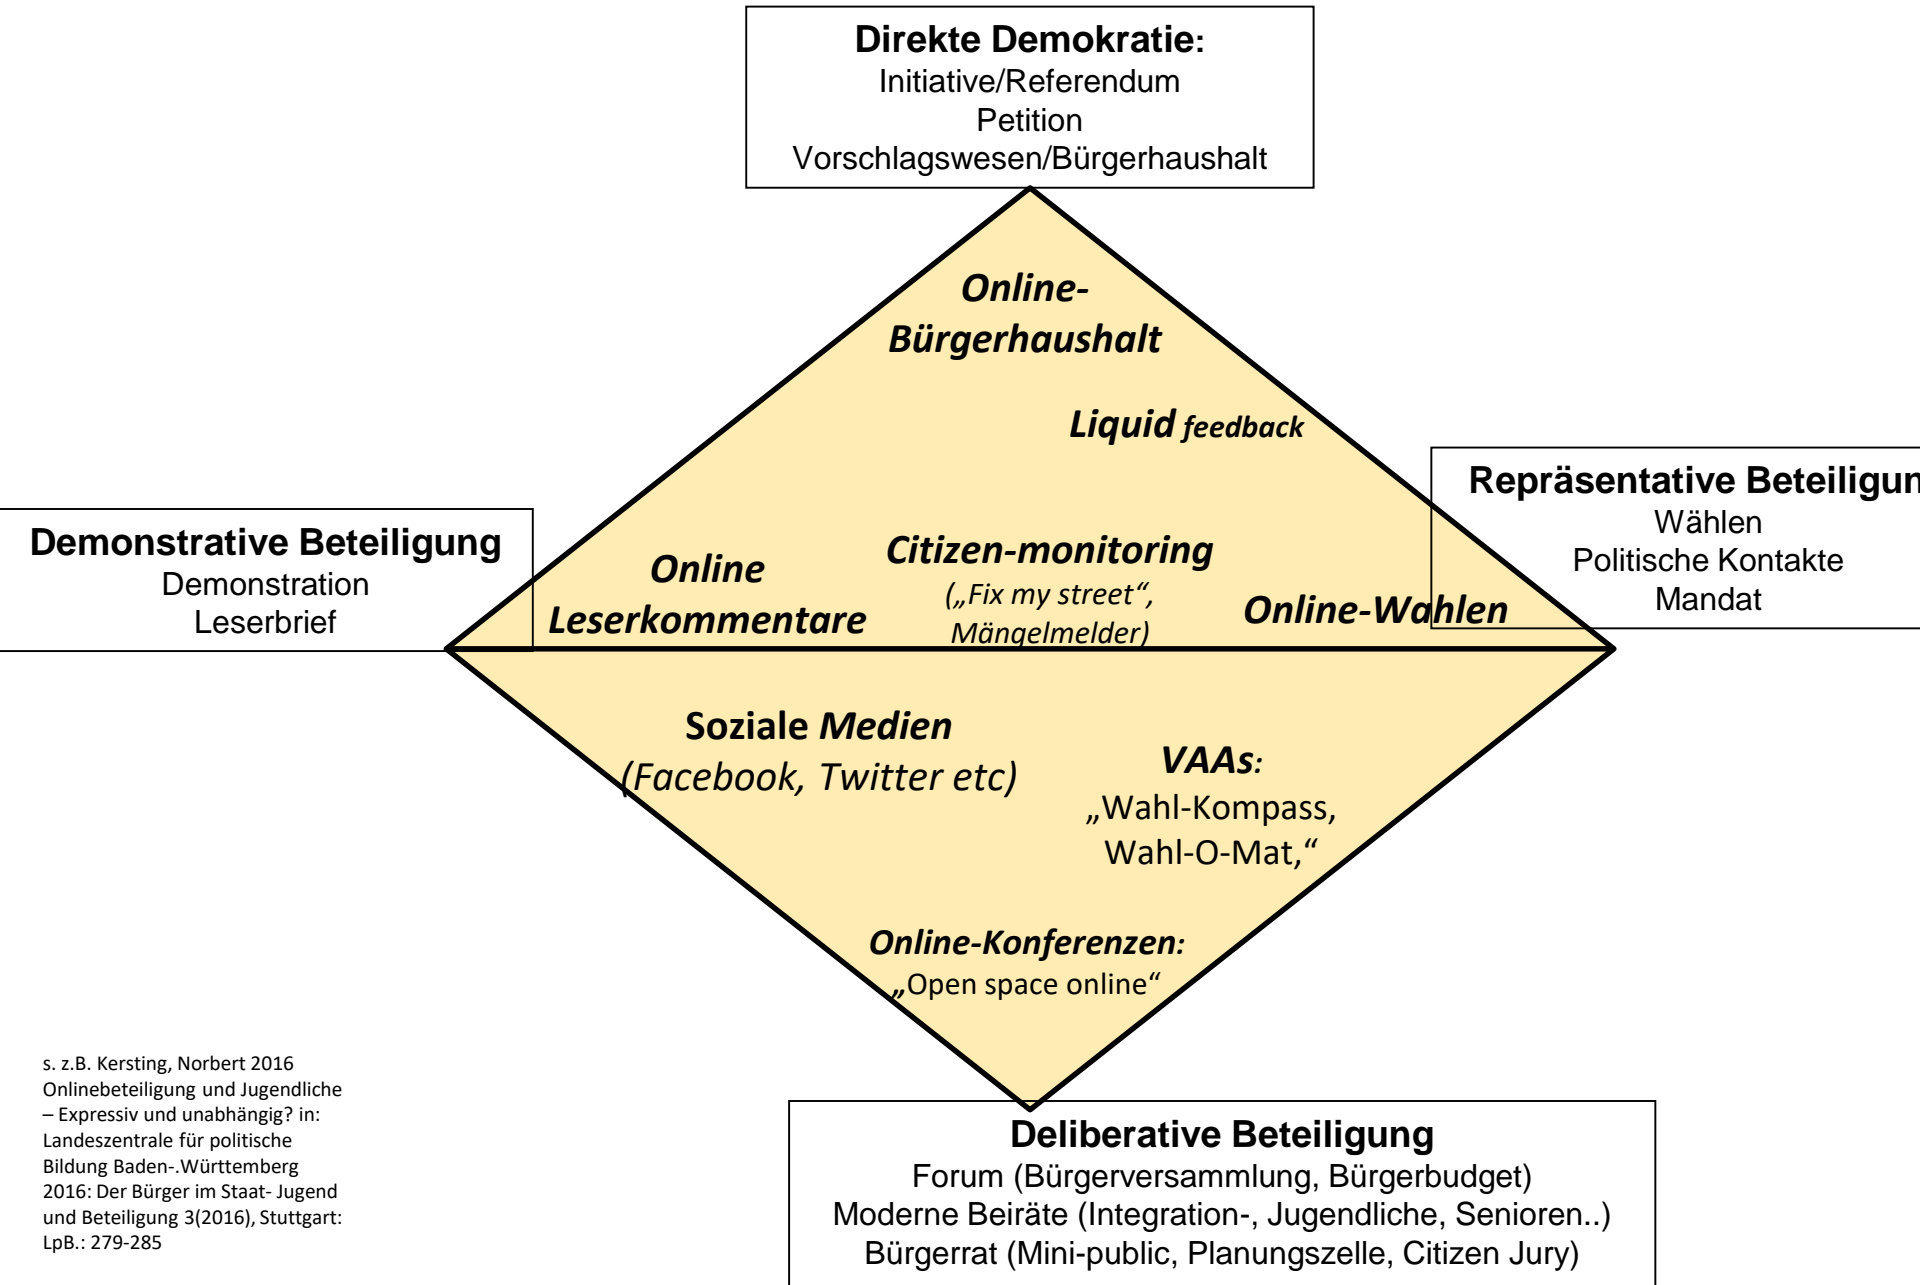 Direkte Demokratie:
Initiative/Referendum
Petition
Vorschlagswesen/Bürgerhaushalt
Online-
Bürgerhaushalt
Liquid feedback
Repräsentative Beteiligun
Wählen
Politische Kontakte
Mandat
Demonstrative Beteiligung
Demonstration
Leserbrief
Online
Leserkommentare
Citizen-monitoring
(„Fix my street“,
Mängelmelder)
Online-Wahlen
Soziale Medien
(Facebook, Twitter etc)
VAAs:
„Wahl-Kompass,
Wahl-O-Mat,“
Online-Konferenzen:
„Open space online“
s. z.B. Kersting, Norbert 2016
Onlinebeteiligung und Jugendliche
– Expressiv und unabhängig? in:
Landeszentrale für politische
Bildung Baden-.Württemberg
2016: Der Bürger im Staat- Jugend
und Beteiligung 3(2016), Stuttgart:
LpB.: 279-285
Deliberative Beteiligung
Forum (Bürgerversammlung, Bürgerbudget)
Moderne Beiräte (Integration-, Jugendliche, Senioren..)
Bürgerrat (Mini-public, Planungszelle, Citizen Jury)